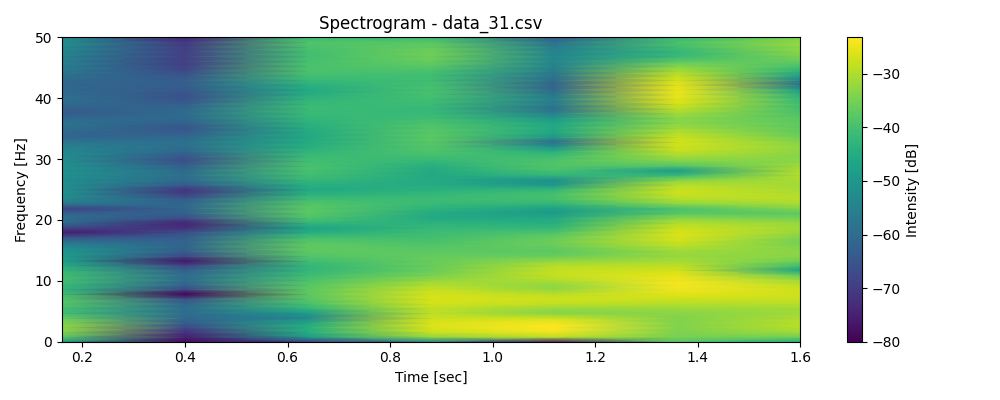 Spectrogram - data_31.csv
50
40
30
20
10
0
Frequency [Hz]
0.2 0.4 0.6 0.8 1.0 1.2 1.4 1.6
Time [sec]
−30
−40
−50
−60
−70
−80
Intensity [dB]